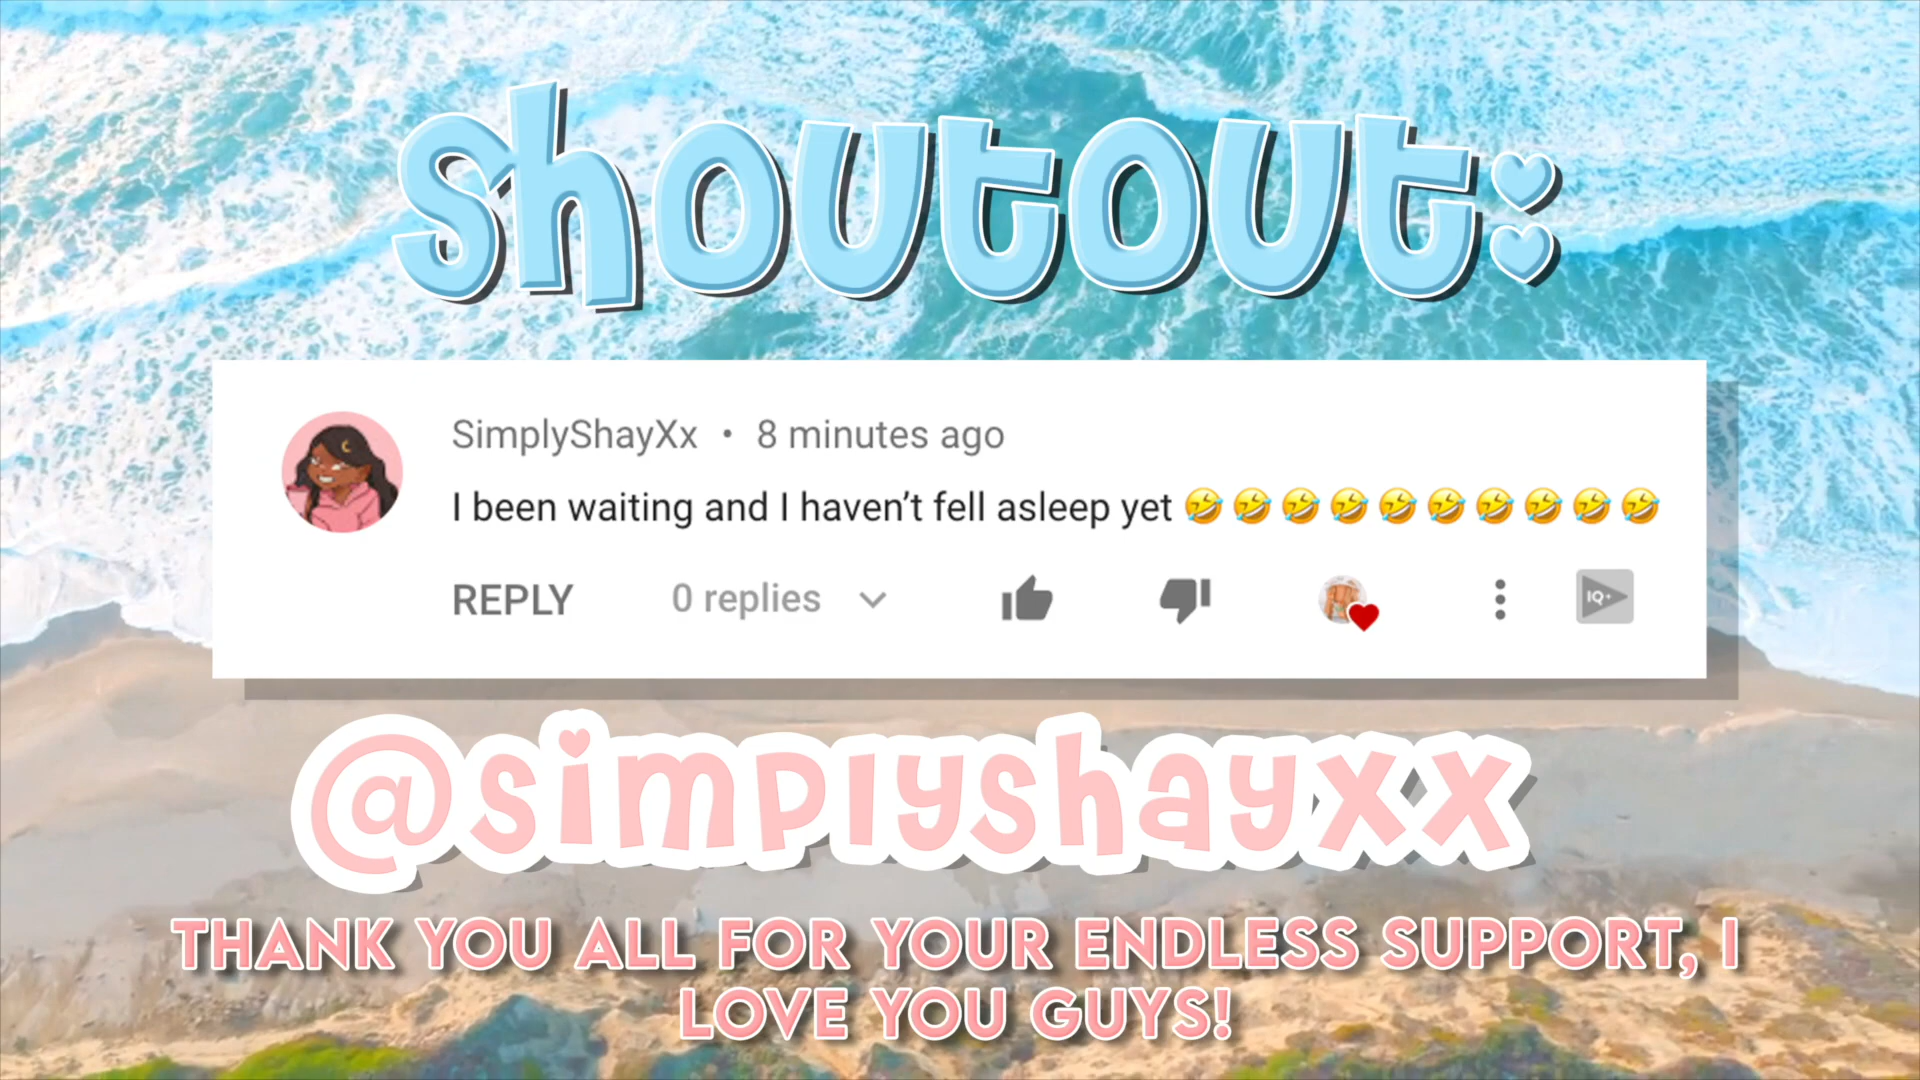 shoutout:
SimplyShayXx • 8 minutes ago
I been waiting and I haven’t fell asleep yet 🤣🤣🤣🤣🤣🤣🤣🤣🤣🤣
REPLY 0 replies
IQ+
@simplyshayxx
THANK YOU ALL FOR YOUR ENDLESS SUPPORT, I
LOVE YOU GUYS!